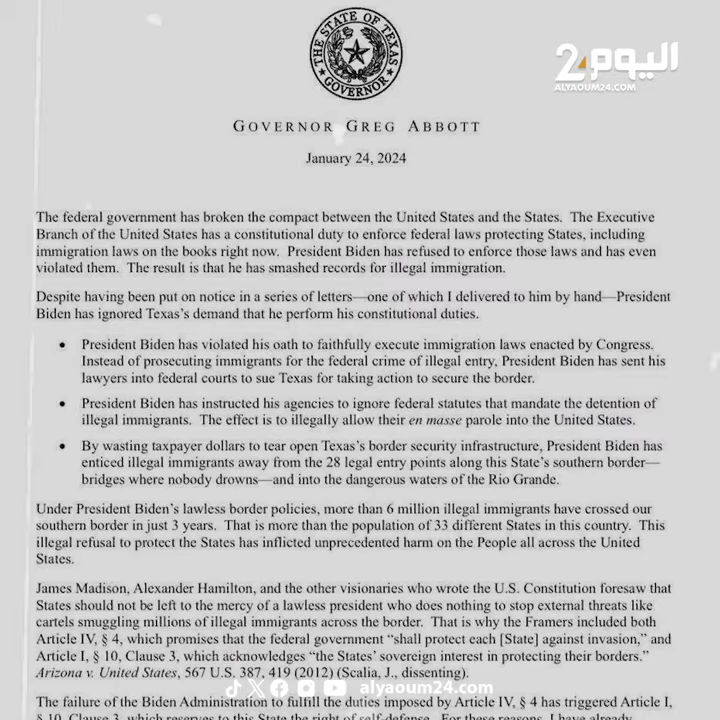 THE STATE OF TEXAS
GOVERNOR
اليوم24
ALYAOUM24.COM
GOVERNOR GREG ABBOTT
January 24, 2024
The federal government has broken the compact between the United States and the States. The Executive
Branch of the United States has a constitutional duty to enforce federal laws protecting States, including
immigration laws on the books right now. President Biden has refused to enforce those laws and has even
violated them. The result is that he has smashed records for illegal immigration.
Despite having been put on notice in a series of letters—one of which I delivered to him by hand—President
Biden has ignored Texas's demand that he perform his constitutional duties.
• President Biden has violated his oath to faithfully execute immigration laws enacted by Congress.
Instead of prosecuting immigrants for the federal crime of illegal entry, President Biden has sent his
lawyers into federal courts to sue Texas for taking action to secure the border.
• President Biden has instructed his agencies to ignore federal statutes that mandate the detention of
illegal immigrants. The effect is to illegally allow their en masse parole into the United States.
• By wasting taxpayer dollars to tear open Texas's border security infrastructure, President Biden has
enticed illegal immigrants away from the 28 legal entry points along this State's southern border—
bridges where nobody drowns—and into the dangerous waters of the Rio Grande.
Under President Biden's lawless border policies, more than 6 million illegal immigrants have crossed our
southern border in just 3 years. That is more than the population of 33 different States in this country. This
illegal refusal to protect the States has inflicted unprecedented harm on the People all across the United
States.
James Madison, Alexander Hamilton, and the other visionaries who wrote the U.S. Constitution foresaw that
States should not be left to the mercy of a lawless president who does nothing to stop external threats like
cartels smuggling millions of illegal immigrants across the border. That is why the Framers included both
Article IV, § 4, which promises that the federal government "shall protect each [State] against invasion," and
Article I, § 10, Clause 3, which acknowledges "the States' sovereign interest in protecting their borders."
Arizona v. United States, 567 U.S. 387, 419 (2012) (Scalia, J., dissenting).
alyaoum24.com
The failure of the Biden Administration to fulfill the duties imposed by Article IV, § 4 has triggered Article I,
§ 10, Clause 3, which reserves to this State the right of self-defense. For these reasons, I have already